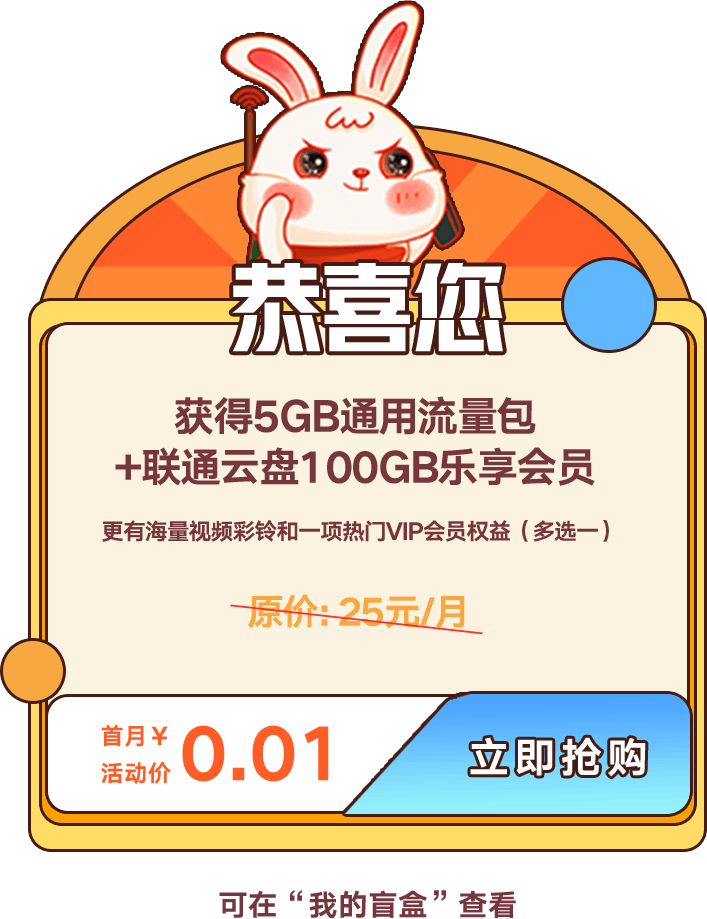 恭喜您
获得5GB通用流量包
+联通云盘100GB乐享会员
更有海量视频彩铃和一项热门VIP会员权益（多选一）
原价: 25元/月
首月¥
活动价
0.01
立即抢购
可在“我的盲盒”查看